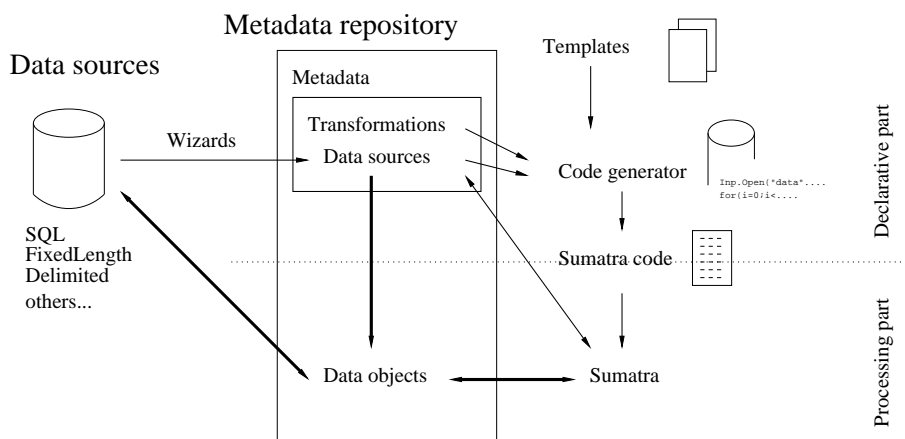 Metadata repository
Data sources
Templates
Metadata
Transformations
Wizards
Data sources
Code generator
Inp.Open("data"....
for(i=0;i<....
Declarative part
SQL
FixedLength
Delimited
others...
Sumatra code
Data objects
Sumatra
Processing part